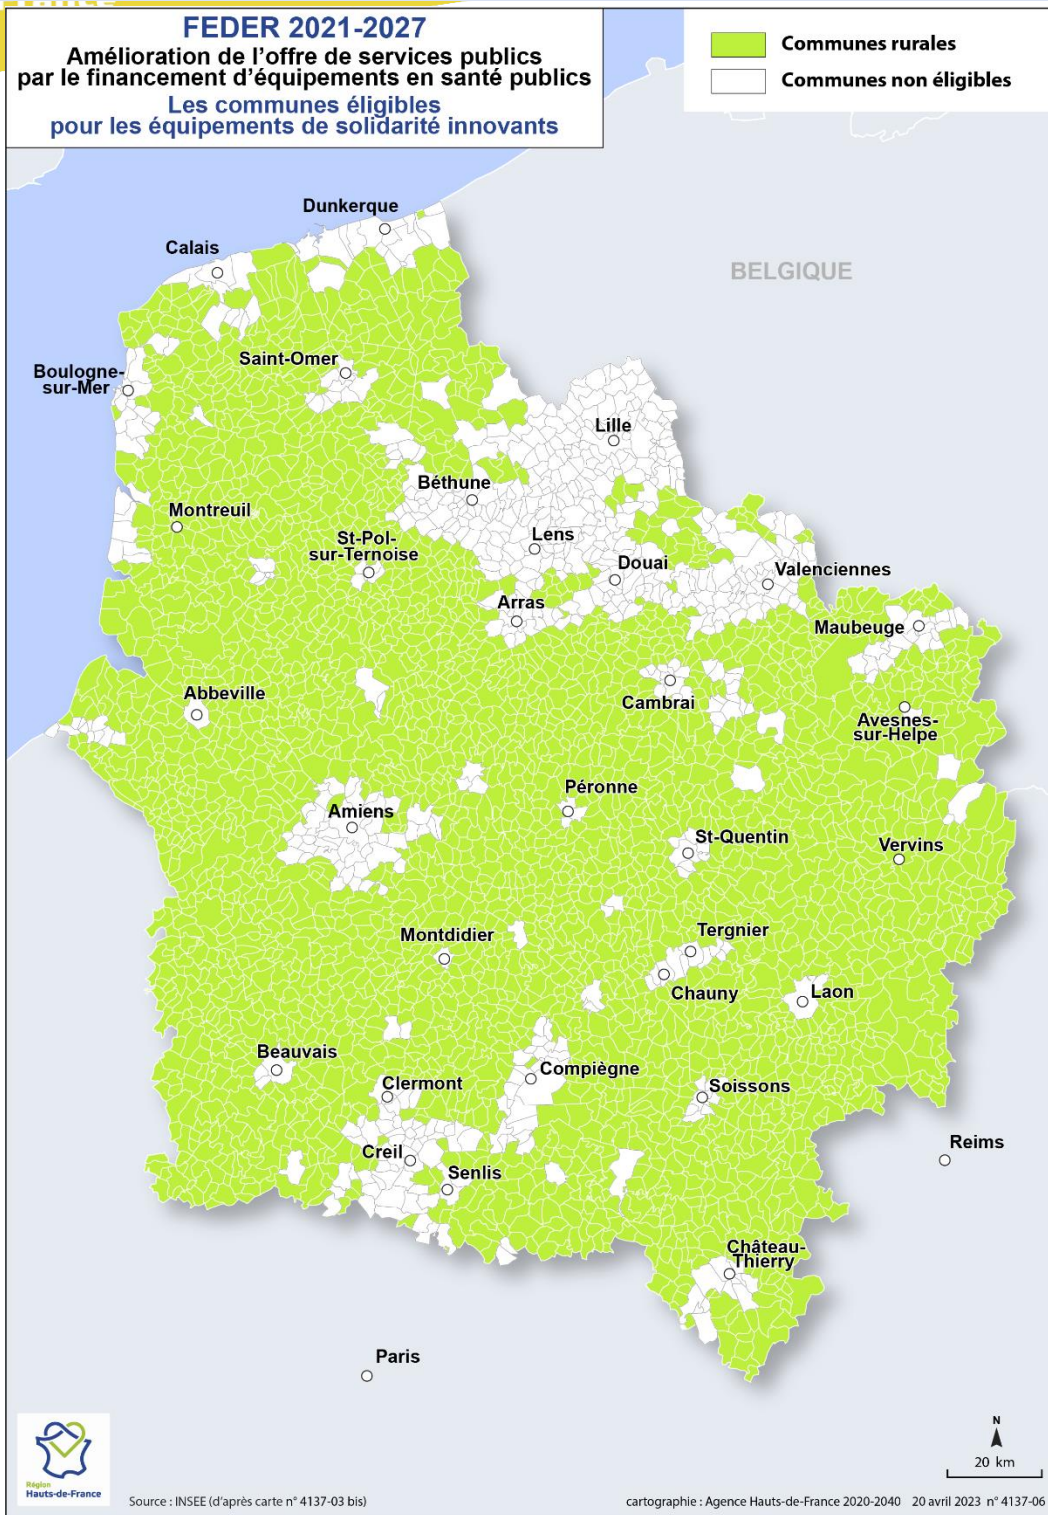 FEDER 2021-2027
Amélioration de l'offre de services publics
par le financement d'équipements en santé publics
Les communes éligibles
pour les équipements de solidarité innovants
Communes rurales
Communes non éligibles
Dunkerque
Calais
BELGIQUE
Saint-Omer
Boulogne-
sur-Mer
Lille
Béthune
Montreuil
St-Pol-
sur-Ternoise
Lens
Douai
Valenciennes
Arras
Maubeuge
Abbeville
Cambrai
Avesnes-
sur-Helpe
Péronne
Amiens
St-Quentin
Vervins
Montdidier
Tergnier
Chauny
Laon
Beauvais
Clermont
Compiègne
Soissons
Creil
Senlis
Reims
Château-
Thierry
Paris
N
20 km
Région
Hauts-de-France
Source : INSEE (d'après carte n° 4137-03 bis)
cartographie : Agence Hauts-de-France 2020-2040 20 avril 2023 n° 4137-06